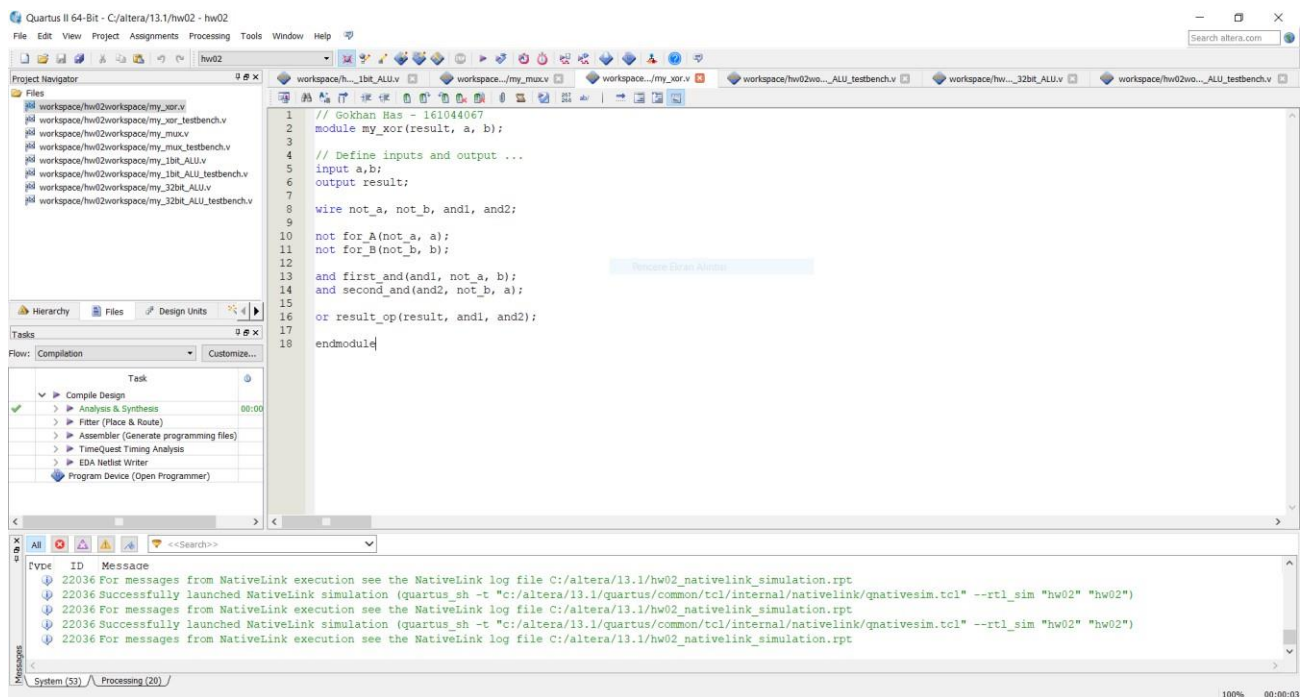 Quartus II 64-Bit - C:/altera/13.1/hw02 - hw02
File Edit View Project Assignments Processing Tools Window Help
Search altera.com
hw02
Project Navigator
Files
workspace/hw02workspace/my_xor.v
workspace/hw02workspace/my_xor_testbench.v
workspace/hw02workspace/my_mux.v
workspace/hw02workspace/my_mux_testbench.v
workspace/hw02workspace/my_1bit_ALU.v
workspace/hw02workspace/my_1bit_ALU_testbench.v
workspace/hw02workspace/my_32bit_ALU.v
workspace/hw02workspace/my_32bit_ALU_testbench.v
Hierarchy Files Design Units
Tasks
Flow: Compilation Customize...
Task
Compile Design
Analysis & Synthesis 00:00
Fitter (Place & Route)
Assembler (Generate programming files)
TimeQuest Timing Analysis
EDA Netlist Writer
Program Device (Open Programmer)
workspace/h..._1bit_ALU.v workspace.../my_mux.v workspace.../my_xor.v workspace/hw02wo..._ALU_testbench.v workspace/hw..._32bit_ALU.v workspace/hw02wo..._ALU_testbench.v
1 // Gokhan Has - 161044067
2 module my_xor(result, a, b);
3
4 // Define inputs and output ...
5 input a,b;
6 output result;
7
8 wire not_a, not_b, and1, and2;
9
10 not for_A(not_a, a);
11 not for_B(not_b, b);
12
13 and first_and(and1, not_a, b);
14 and second_and(and2, not_b, a);
15
16 or result_op(result, and1, and2);
17
18 endmodule
All <<Search>>
Type ID Message
22036 For messages from NativeLink execution see the NativeLink log file C:/altera/13.1/hw02_nativelink_simulation.rpt
22036 Successfully launched NativeLink simulation (quartus_sh -t "c:/altera/13.1/quartus/common/tcl/internal/nativelink/qnativesim.tcl" --rtl_sim "hw02" "hw02")
22036 For messages from NativeLink execution see the NativeLink log file C:/altera/13.1/hw02_nativelink_simulation.rpt
22036 Successfully launched NativeLink simulation (quartus_sh -t "c:/altera/13.1/quartus/common/tcl/internal/nativelink/qnativesim.tcl" --rtl_sim "hw02" "hw02")
22036 For messages from NativeLink execution see the NativeLink log file C:/altera/13.1/hw02_nativelink_simulation.rpt
Messages
System (53) Processing (20)
100% 00:00:03